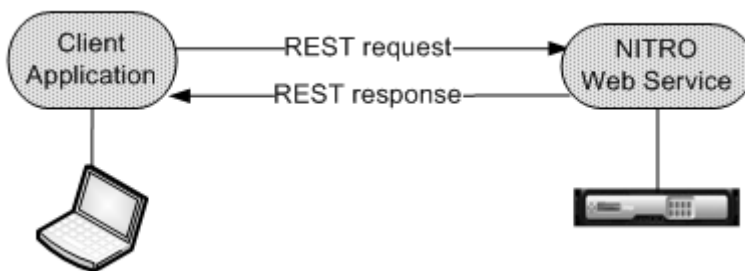 Client
Application
REST request
REST response
NITRO
Web Service